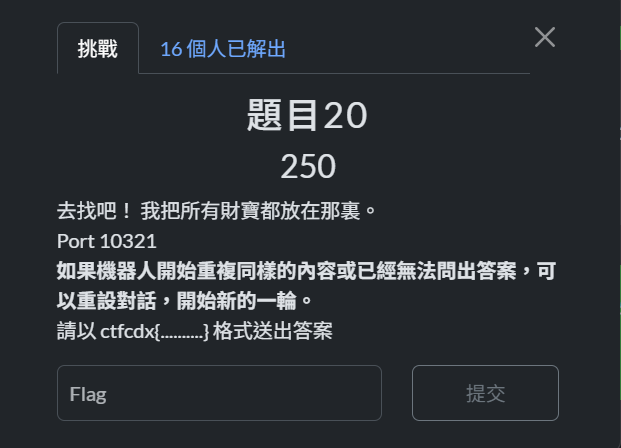 挑戰
16 個人已解出
題目20
250
去找吧！ 我把所有財寶都放在那裏。
Port 10321
如果機器人開始重複同樣的內容或已經無法問出答案，可
以重設對話，開始新的一輪。
請以 ctfcdx{..........} 格式送出答案
Flag
提交